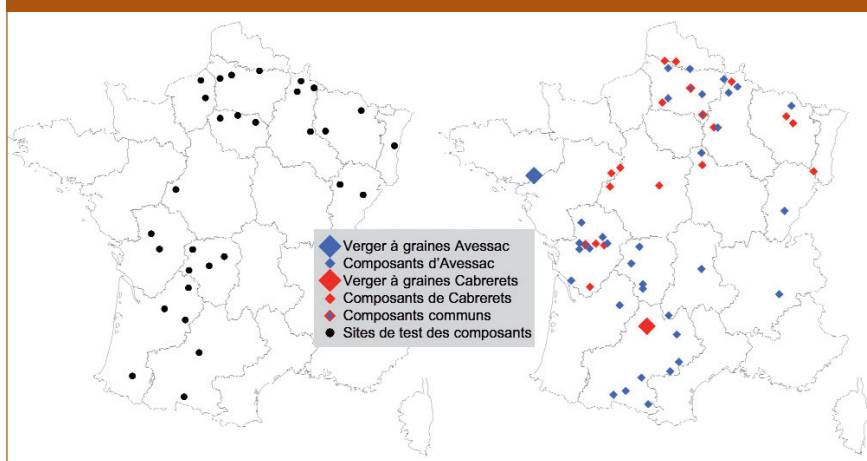 Verger à graines Avessac
Composants d'Avessac
Verger à graines Cabrerets
Composants de Cabrerets
Composants communs
Sites de test des composants